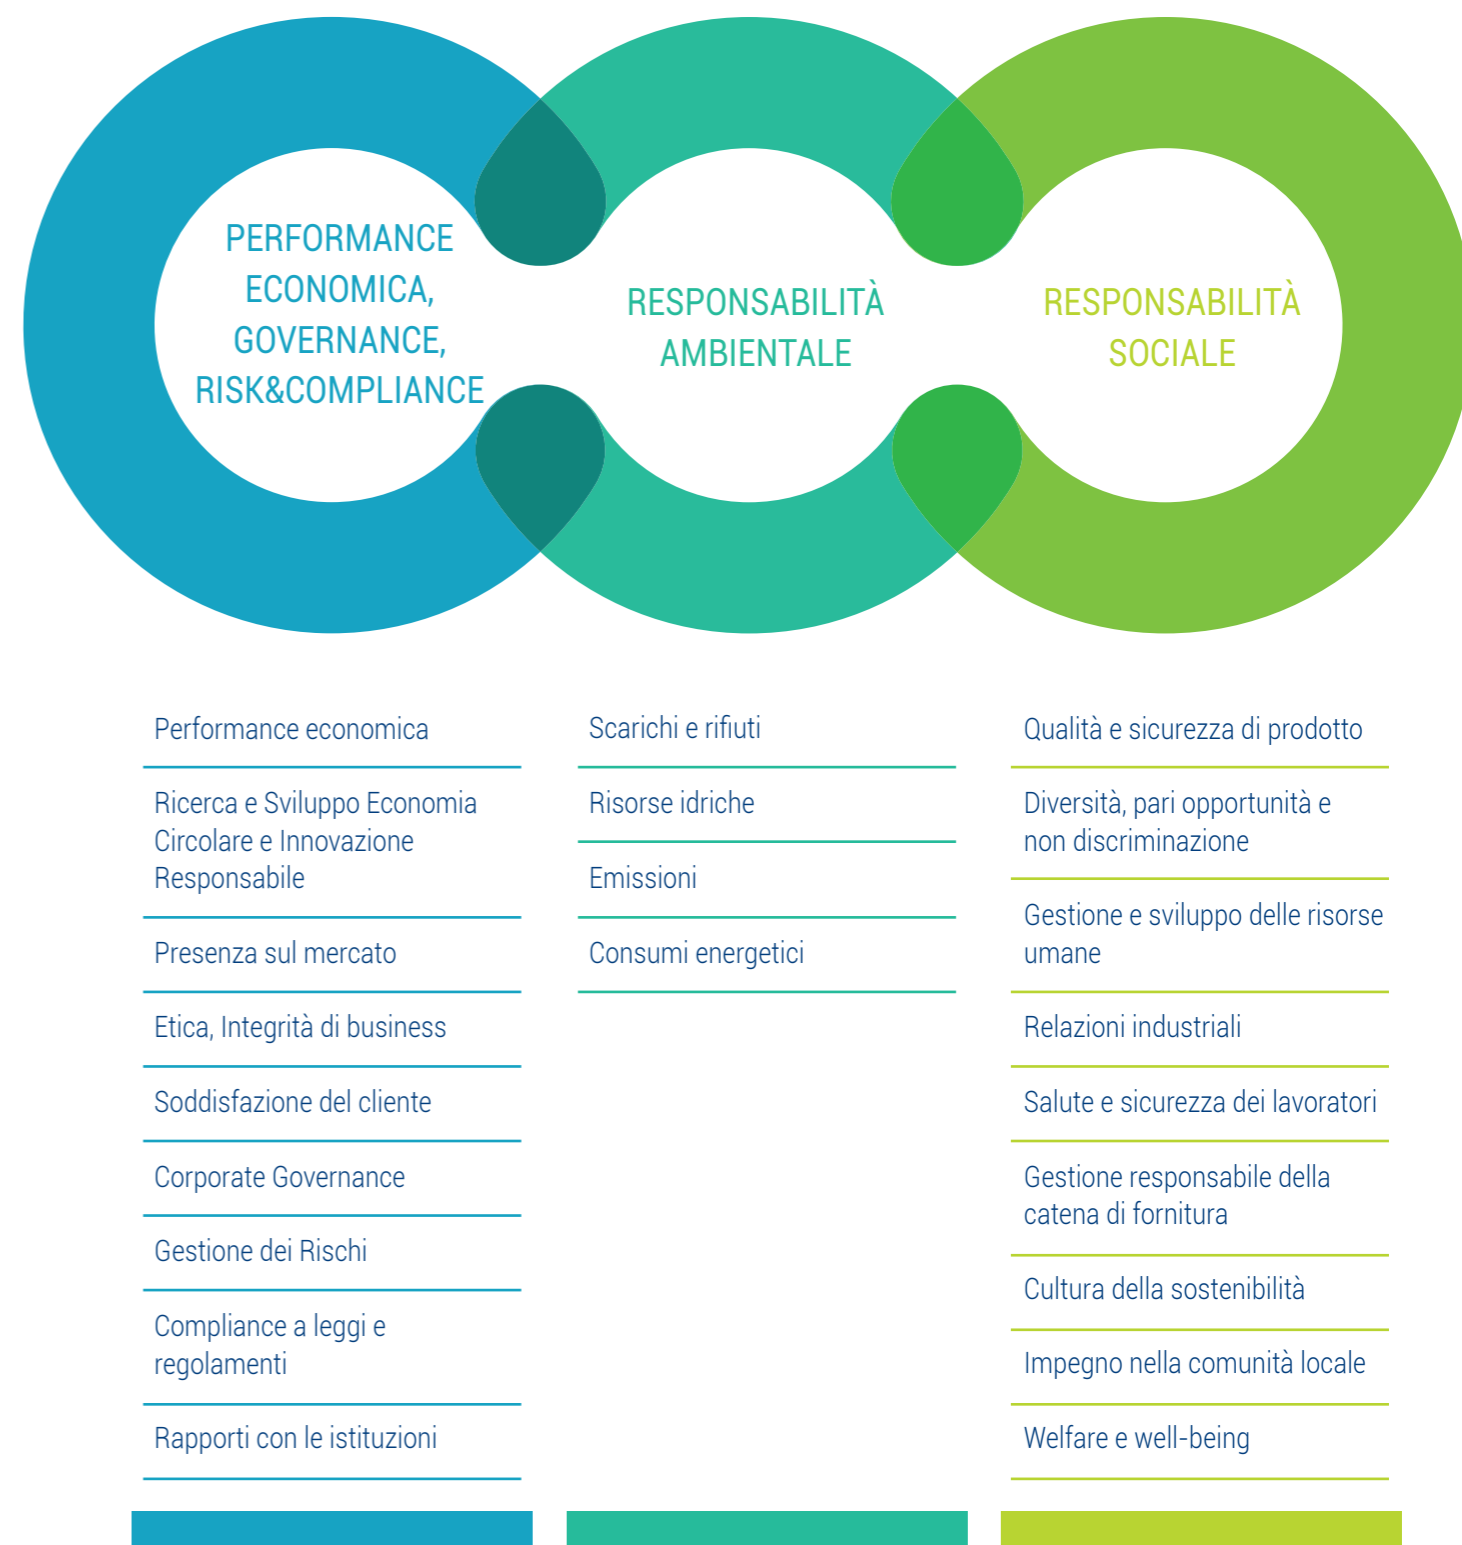 PERFORMANCE
ECONOMICA,
GOVERNANCE,
RISK&COMPLIANCE
RESPONSABILITÀ
AMBIENTALE
RESPONSABILITÀ
SOCIALE
Performance economica
Ricerca e Sviluppo Economia
Circolare e Innovazione
Responsabile
Presenza sul mercato
Etica, Integrità di business
Soddisfazione del cliente
Corporate Governance
Gestione dei Rischi
Compliance a leggi e
regolamenti
Rapporti con le istituzioni
Scarichi e rifiuti
Risorse idriche
Emissioni
Consumi energetici
Qualità e sicurezza di prodotto
Diversità, pari opportunità e
non discriminazione
Gestione e sviluppo delle risorse
umane
Relazioni industriali
Salute e sicurezza dei lavoratori
Gestione responsabile della
catena di fornitura
Cultura della sostenibilità
Impegno nella comunità locale
Welfare e well-being